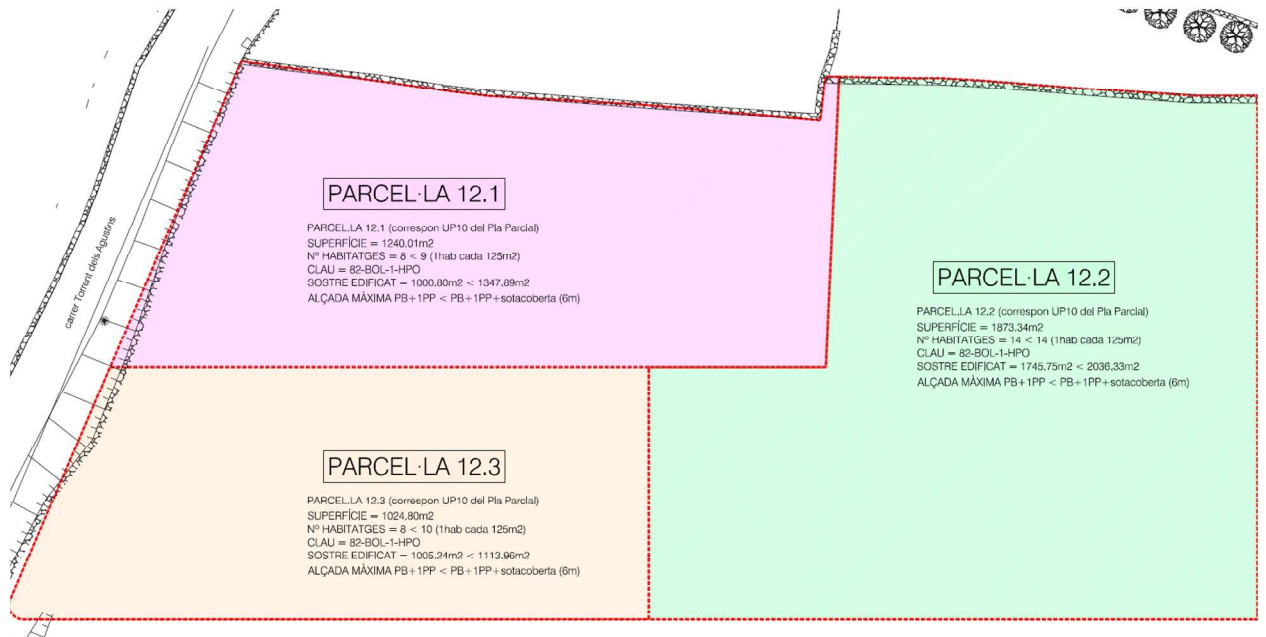 PARCEL·LA 12.1
PARCEL.LA 12.1 (correspon UP10 del Pla Parcial)
SUPERFÍCIE = 1240.01m2
Nº HABITATGES = 8 < 9 (1hab cada 125m2)
CLAU = 82-BOL-1-HPO
SOSTRE EDIFICAT = 1000,80m2 < 1347,89m2
ALÇADA MÀXIMA PB+1PP < PB+1PP+sotacoberta (6m)
carrer Torrent dels Agustins
PARCEL·LA 12.2
PARCEL.LA 12.2 (correspon UP10 del Pla Parcial)
SUPERFÍCIE = 1873.34m2
Nº HABITATGES = 14 < 14 (1hab cada 125m2)
CLAU = 82-BOL-1-HPO
SOSTRE EDIFICAT = 1745,75m2 < 2036,33m2
ALÇADA MÀXIMA PB+1PP < PB+1PP+sotacoberta (6m)
PARCEL·LA 12.3
PARCEL.LA 12.3 (correspon UP10 del Pla Parcial)
SUPERFÍCIE = 1024,80m2
Nº HABITATGES = 8 < 10 (1hab cada 125m2)
CLAU = 82-BOL-1-HPO
SOSTRE EDIFICAT = 1005.24m2 < 1113.96m2
ALÇADA MÀXIMA PB+1PP < PB+1PP+sotacoberta (6m)